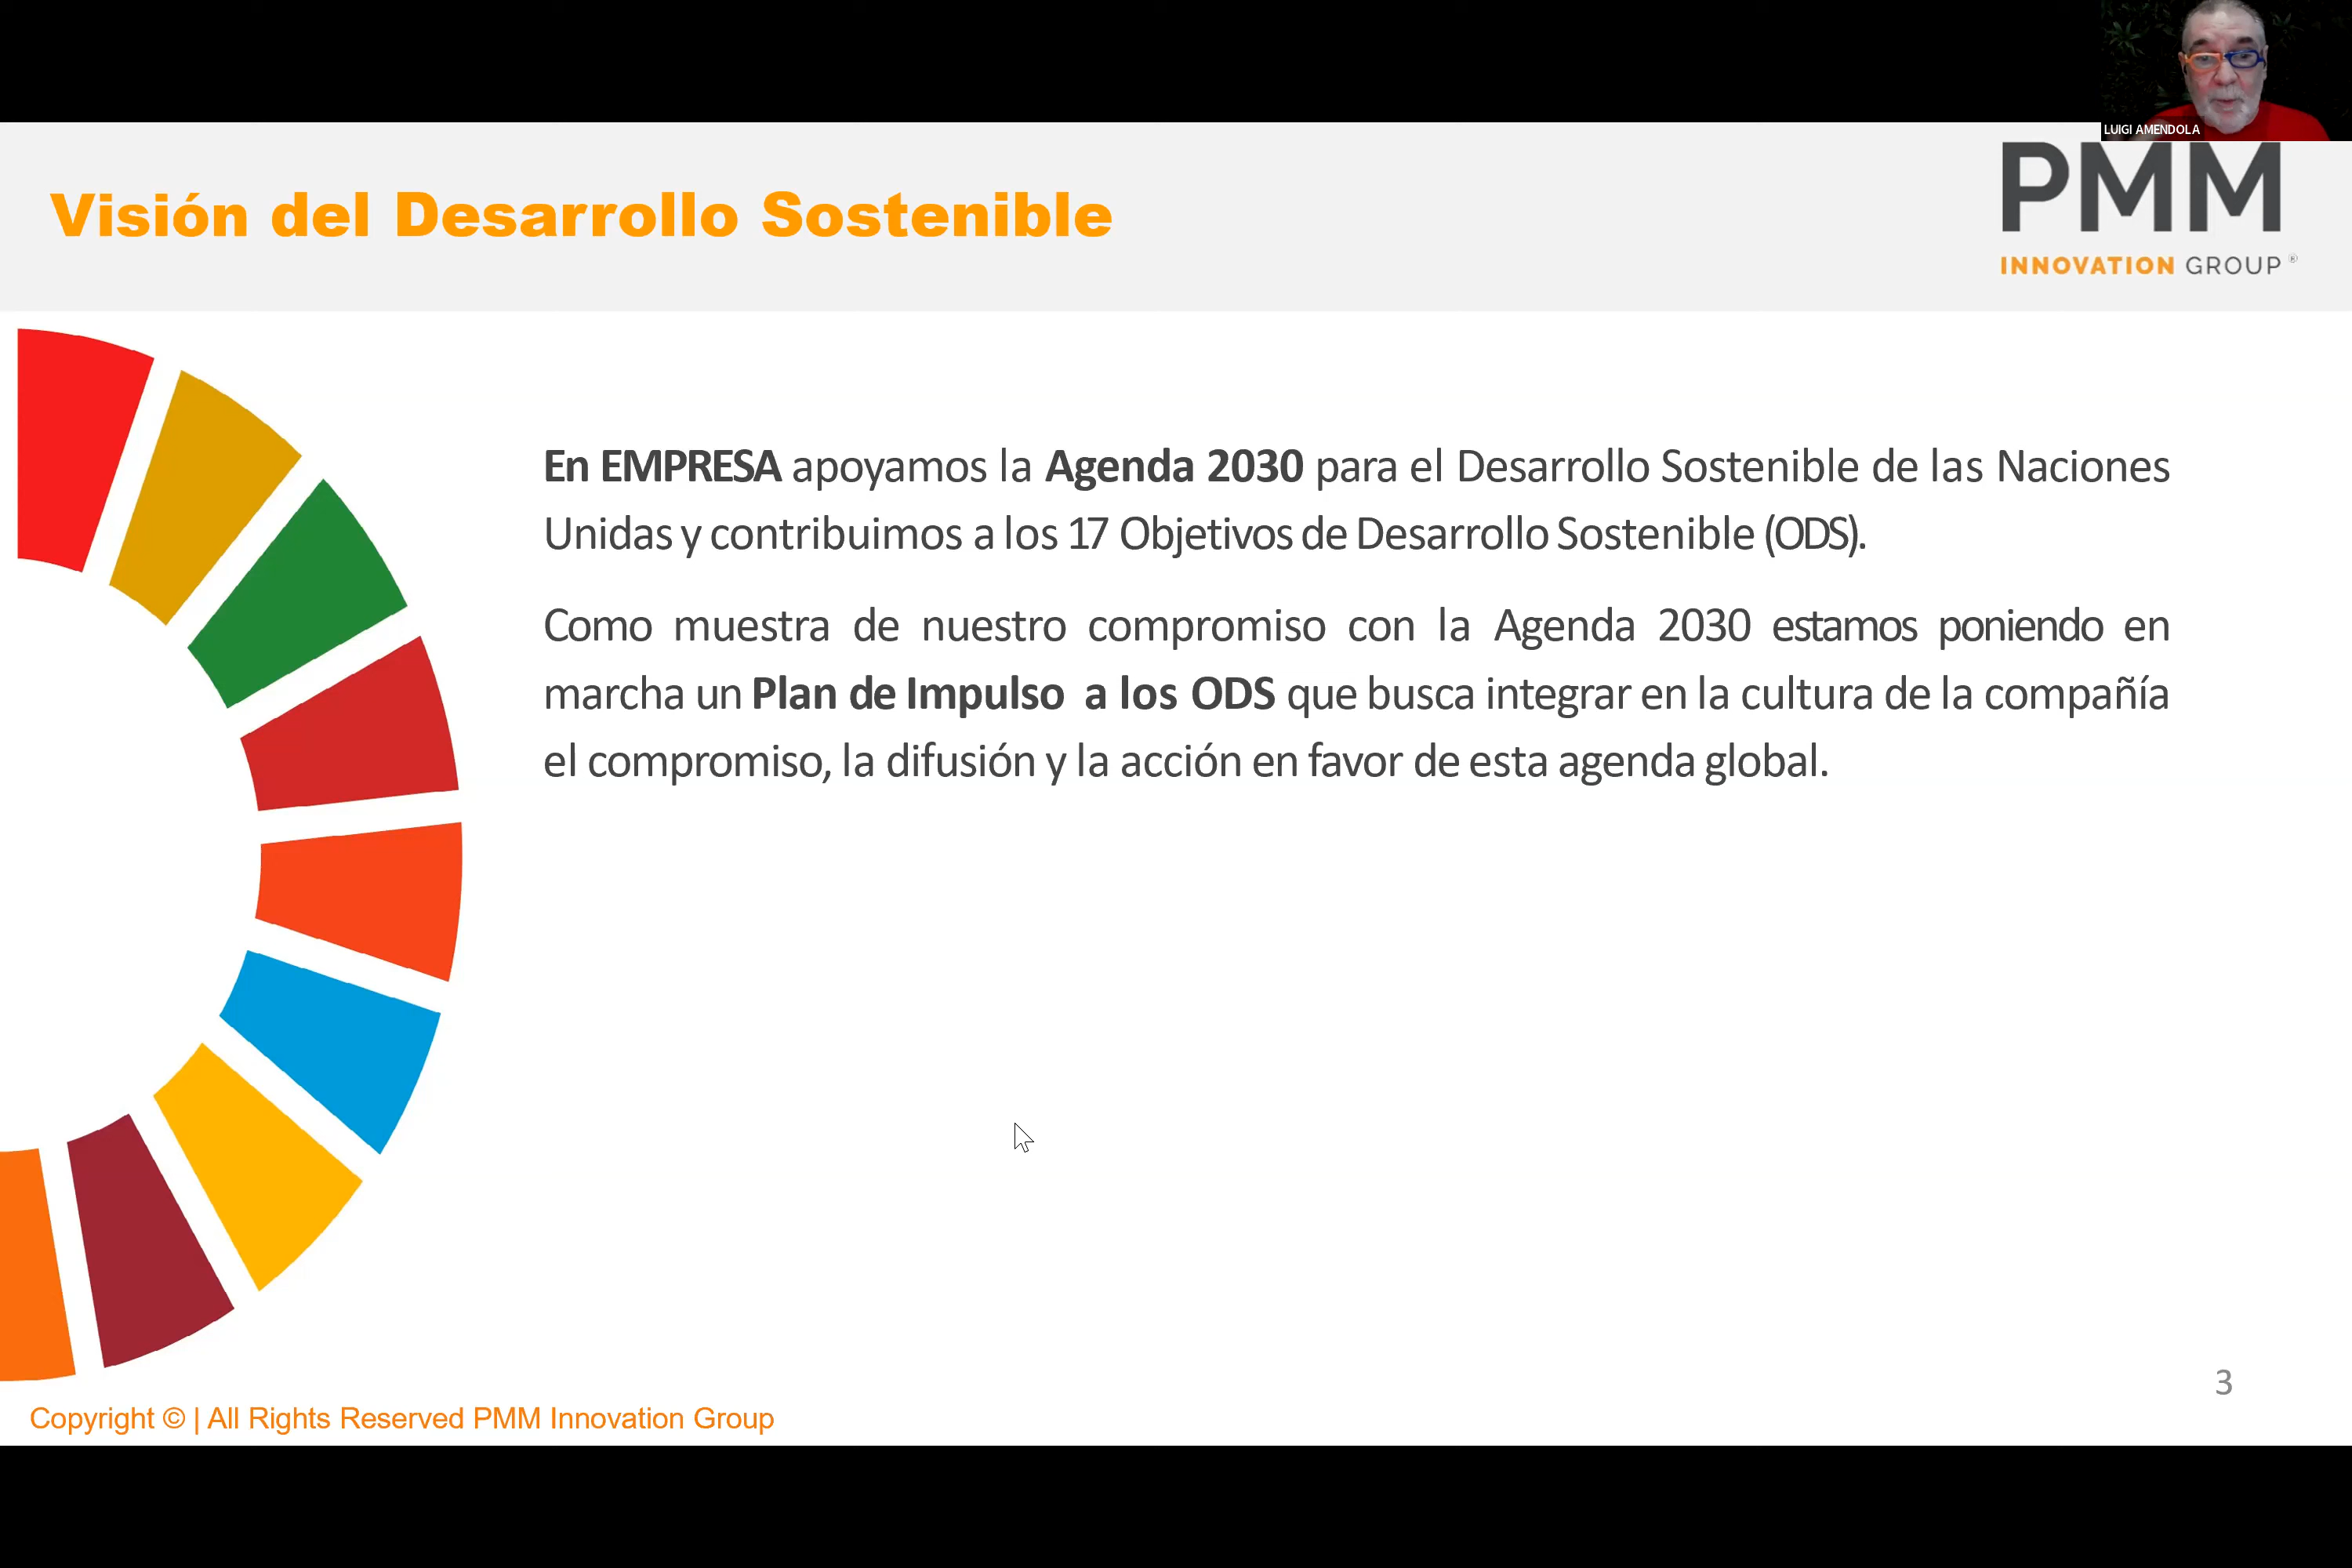 LUIGI AMENDOLA
Visión del Desarrollo Sostenible
PMM
INNOVATION GROUP®
En EMPRESA apoyamos la Agenda 2030 para el Desarrollo Sostenible de las Naciones
Unidas y contribuimos a los 17 Objetivos de Desarrollo Sostenible (ODS).
Como muestra de nuestro compromiso con la Agenda 2030 estamos poniendo en
marcha un Plan de Impulso a los ODS que busca integrar en la cultura de la compañía
el compromiso, la difusión y la acción en favor de esta agenda global.
3
Copyright © | All Rights Reserved PMM Innovation Group